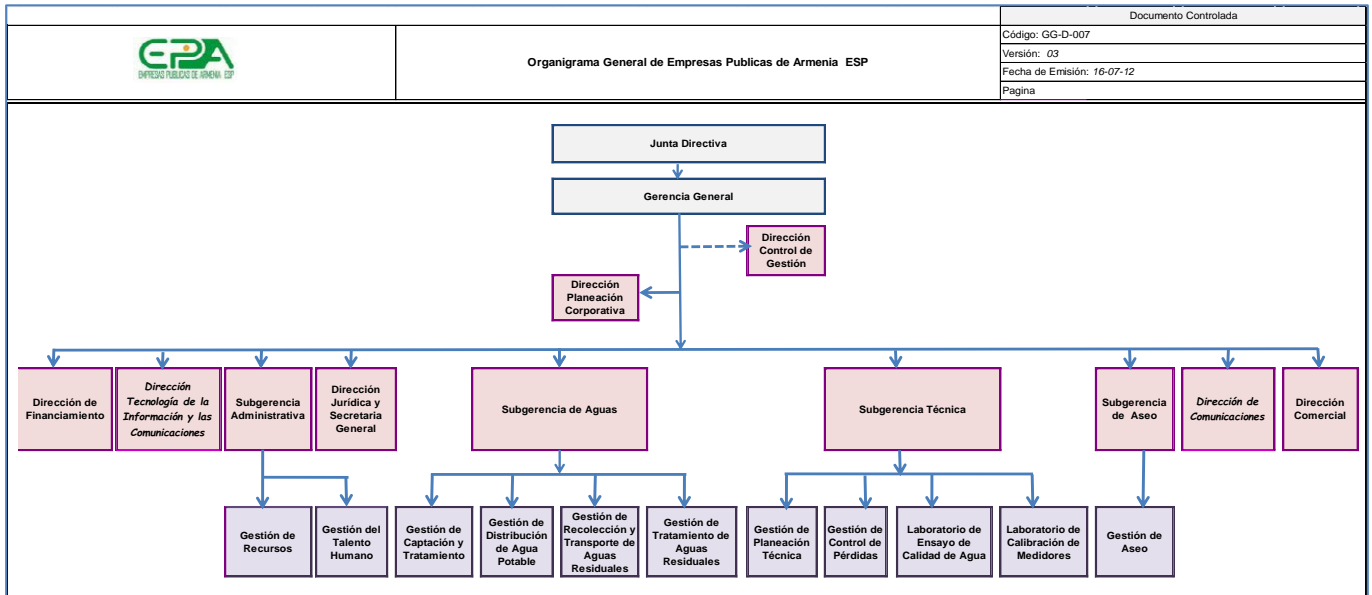 Documento Controlada
EPA
EMPRESAS PUBLICAS DE ARMENIA ESP
Organigrama General de Empresas Publicas de Armenia ESP
Código: GG-D-007
Versión: 03
Fecha de Emisión: 16-07-12
Pagina
Junta Directiva
Gerencia General
Dirección
Control de
Gestión
Dirección
Planeación
Corporativa
Dirección de
Financiamiento
Dirección
Tecnología de la
Información y las
Comunicaciones
Subgerencia
Administrativa
Dirección
Jurídica y
Secretaria
General
Subgerencia de Aguas
Subgerencia Técnica
Subgerencia
de Aseo
Dirección de
Comunicaciones
Dirección
Comercial
Gestión de
Recursos
Gestión del
Talento
Humano
Gestión de
Captación y
Tratamiento
Gestión de
Distribución
de Agua
Potable
Gestión de
Recolección y
Transporte de
Aguas
Residuales
Gestión de
Tratamiento de
Aguas
Residuales
Gestión de
Planeación
Técnica
Gestión de
Control de
Pérdidas
Laboratorio de
Ensayo de
Calidad de Agua
Laboratorio de
Calibración de
Medidores
Gestión de
Aseo